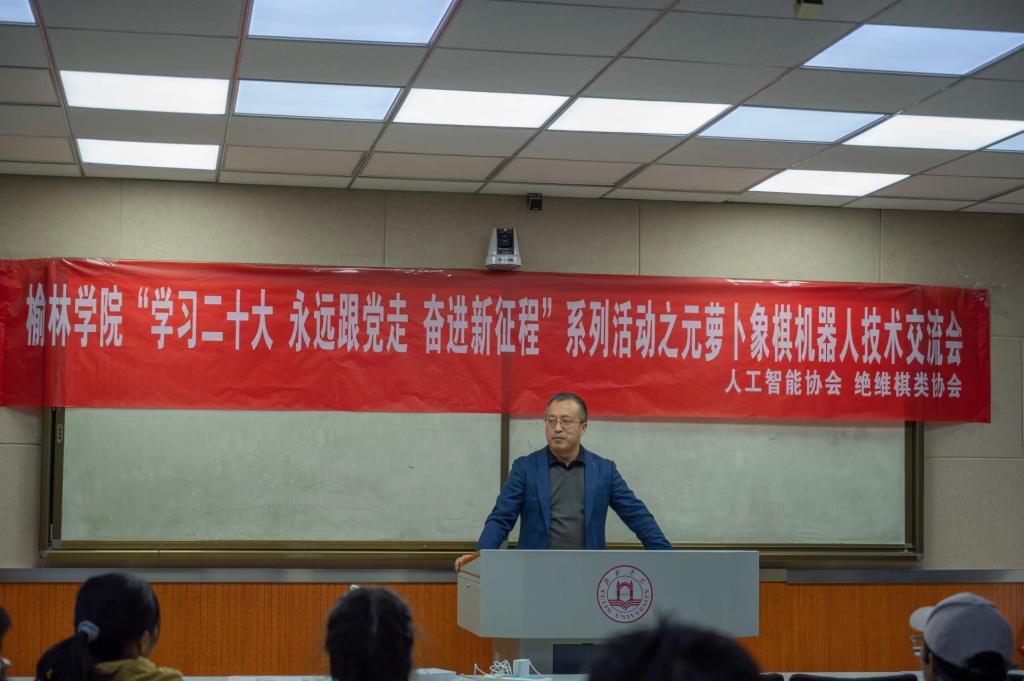 榆林学院“学习二十大 永远跟党走 奋进新征程”系列活动之元萝卜象棋机器人技术交流会
人工智能协会 绝维棋类协会
YULIN UNIVERSITY